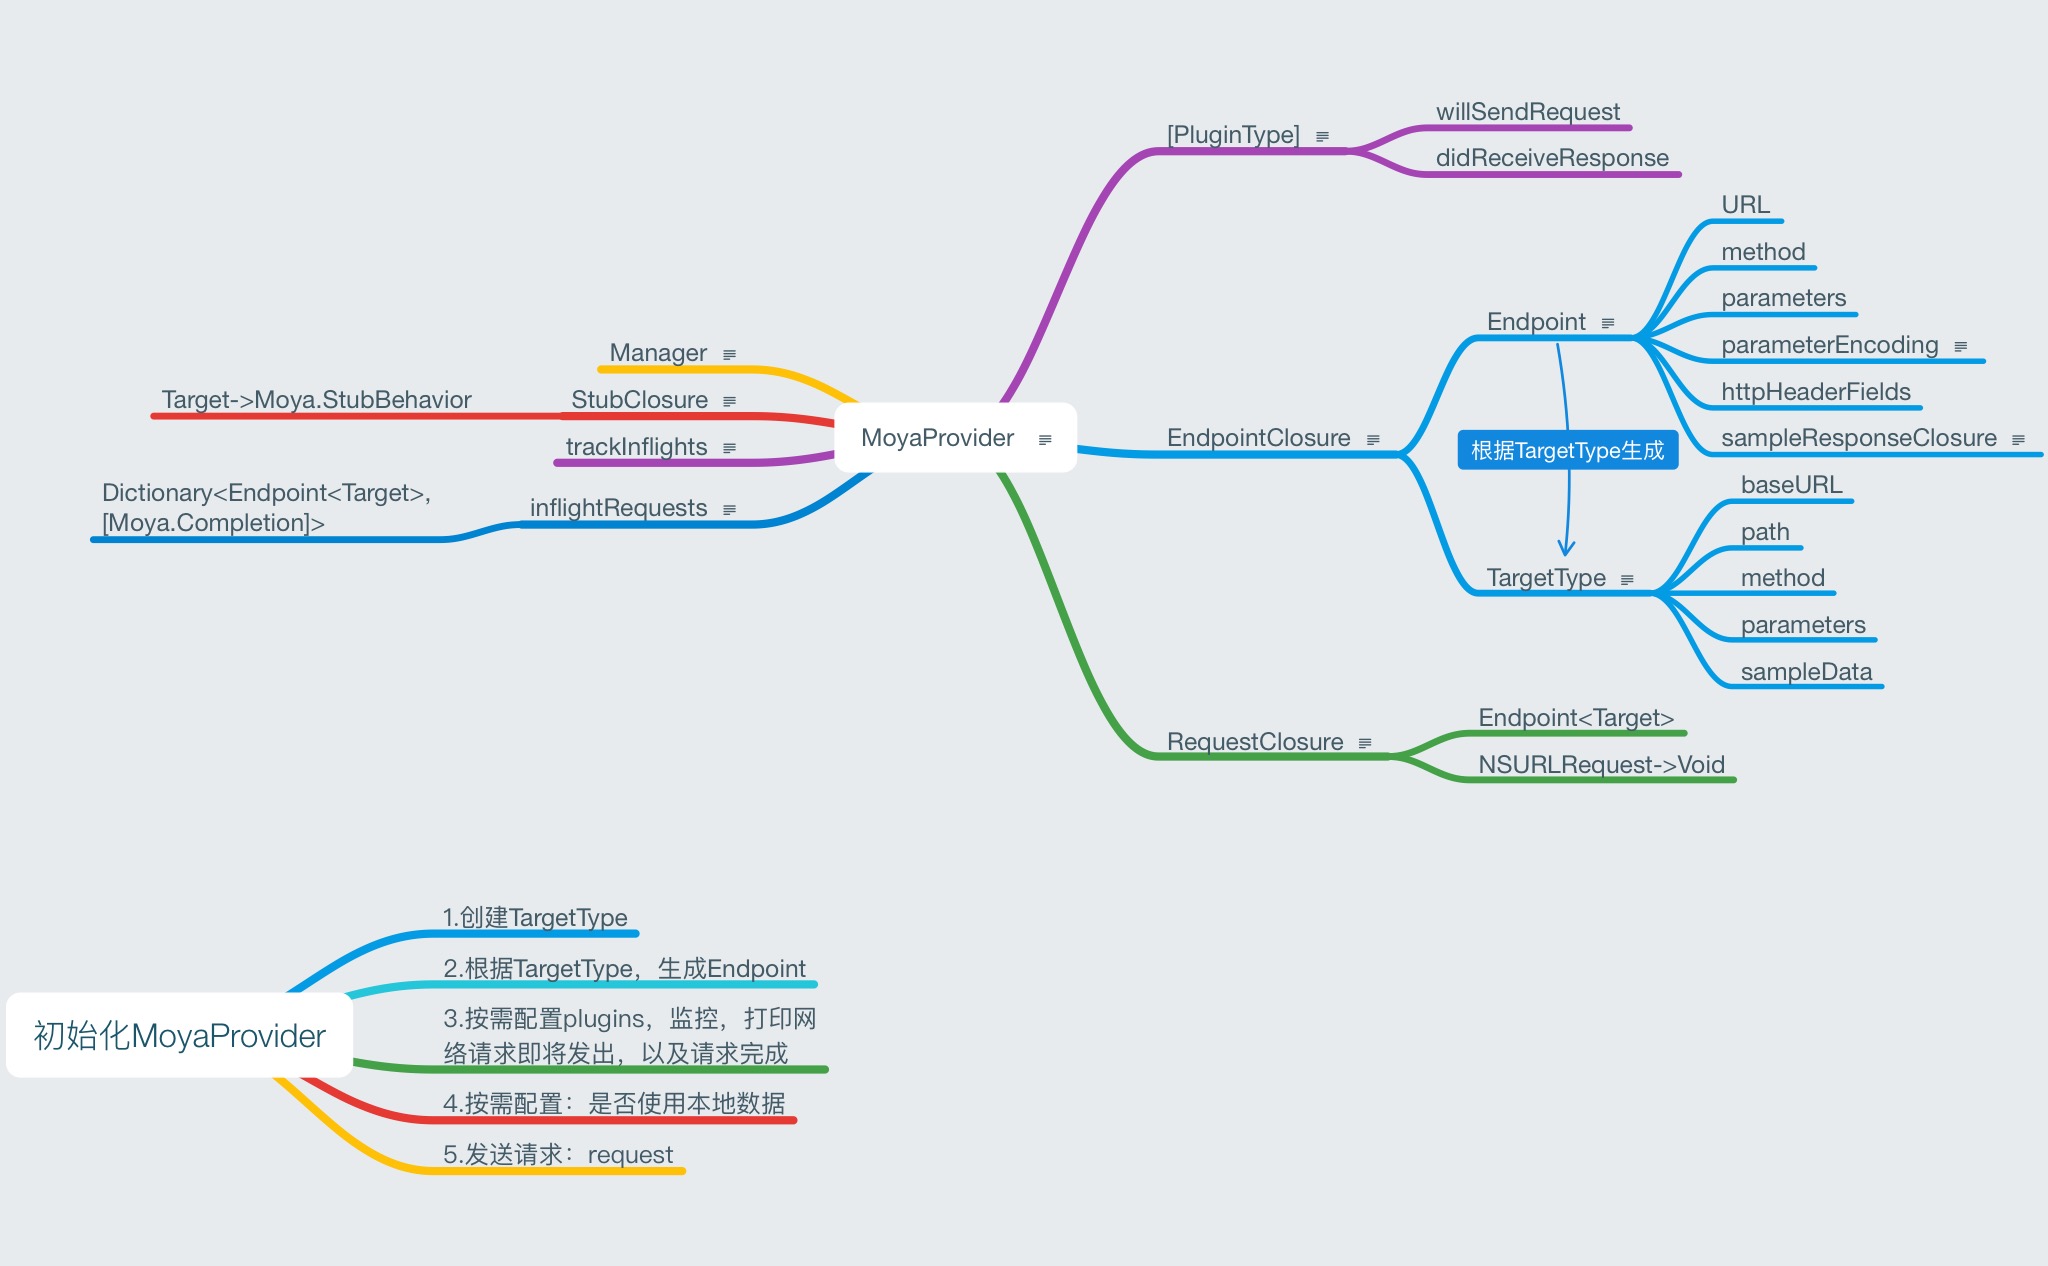 MoyaProvider
[PluginType]
willSendRequest
didReceiveResponse
EndpointClosure
Endpoint
URL
method
parameters
parameterEncoding
httpHeaderFields
sampleResponseClosure
根据TargetType生成
TargetType
baseURL
path
method
parameters
sampleData
RequestClosure
Endpoint<Target>
NSURLRequest->Void
Manager
StubClosure
Target->Moya.StubBehavior
trackInflights
inflightRequests
Dictionary<Endpoint<Target>,
[Moya.Completion]>
初始化MoyaProvider
1.创建TargetType
2.根据TargetType，生成Endpoint
3.按需配置plugins，监控，打印网
络请求即将发出，以及请求完成
4.按需配置：是否使用本地数据
5.发送请求：request